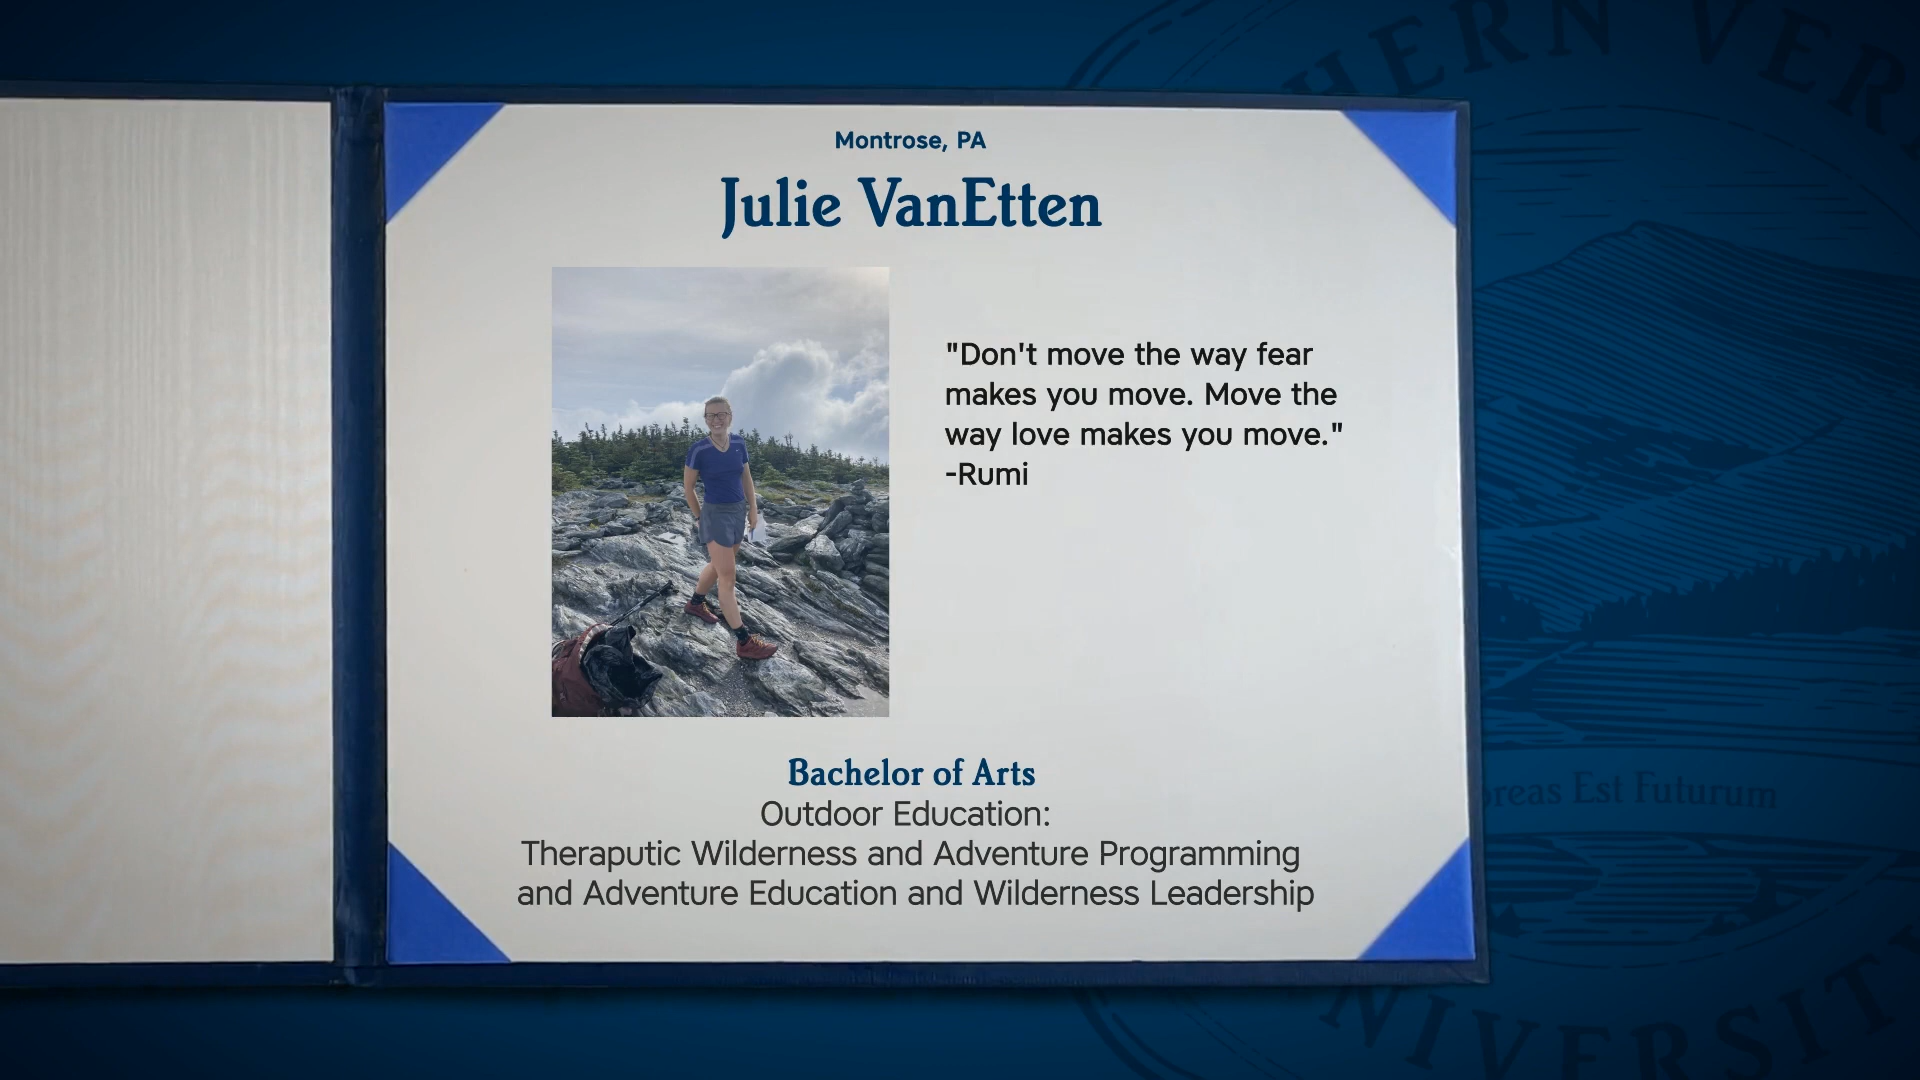 Montrose, PA
Julie VanEtten
"Don't move the way fear
makes you move. Move the
way love makes you move."
-Rumi
Bachelor of Arts
Outdoor Education:
Theraputic Wilderness and Adventure Programming
and Adventure Education and Wilderness Leadership
Est Futurum